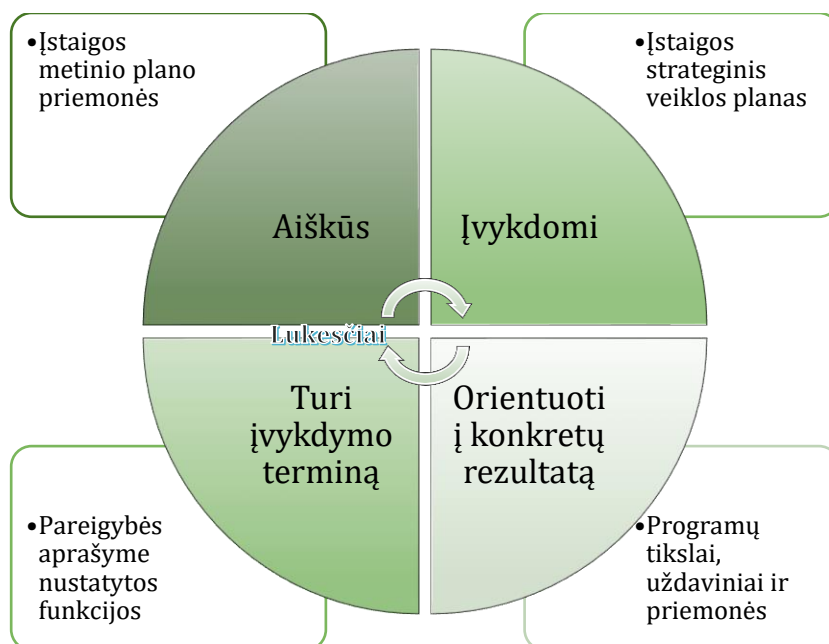 •Įstaigos
metinio plano
priemonės
•Įstaigos
strateginis
veiklos planas
Aiškūs
Įvykdomi
Lukesčiai
Turi
įvykdymo
terminą
Orientuoti
į konkretų
rezultatą
•Pareigybės
aprašyme
nustatytos
funkcijos
•Programų
tikslai,
uždaviniai ir
priemonės